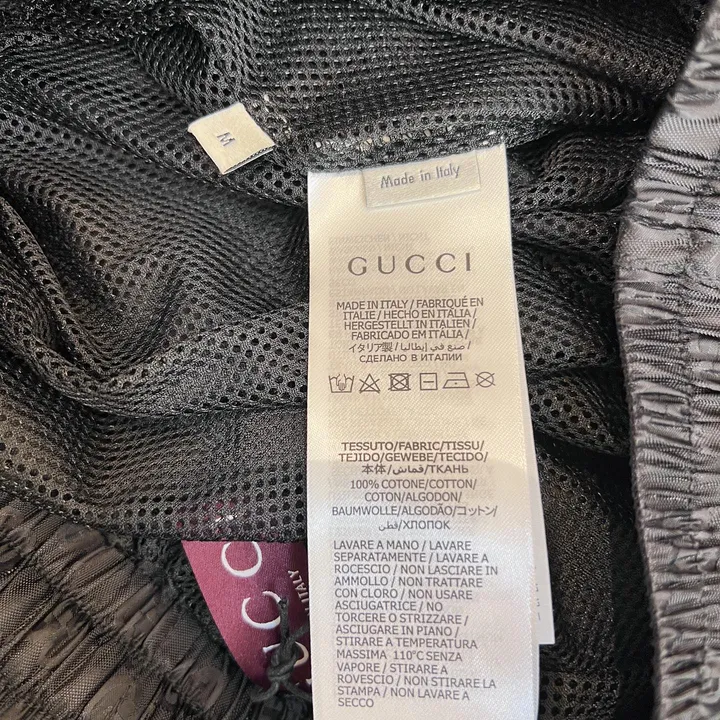 M
Made in Italy
GUCCI
MADE IN ITALY / FABRIQUÉ EN
ITALIE / HECHO EN ITALIA /
HERGESTELLT IN ITALIEN /
FABRICADO EM ITÁLIA /
イタリア製 / صنع في إيطاليا /
СДЕЛАНО В ИТАЛИИ
TESSUTO/FABRIC/TISSU/
TEJIDO/GEWEBE/TECIDO/
本体/قماش/ТКАНЬ
100% COTONE/COTTON/
COTON/ALGODON/
BAUMWOLLE/ALGODÃO/コットン/
قطن/ХЛОПОК
LAVARE A MANO / LAVARE
SEPARATAMENTE / LAVARE A
ROCESCIO / NON LASCIARE IN
AMMOLLO / NON TRATTARE
CON CLORO / NON USARE
ASCIUGATRICE / NO
TORCERE O STRIZZARE /
ASCIUGARE IN PIANO /
STIRARE A TEMPERATURA
MASSIMA 110°C SENZA
VAPORE / STIRARE A
ROVESCIO / NON STIRARE LA
STAMPA / NON LAVARE A
SECCO
UCCO
ITALY